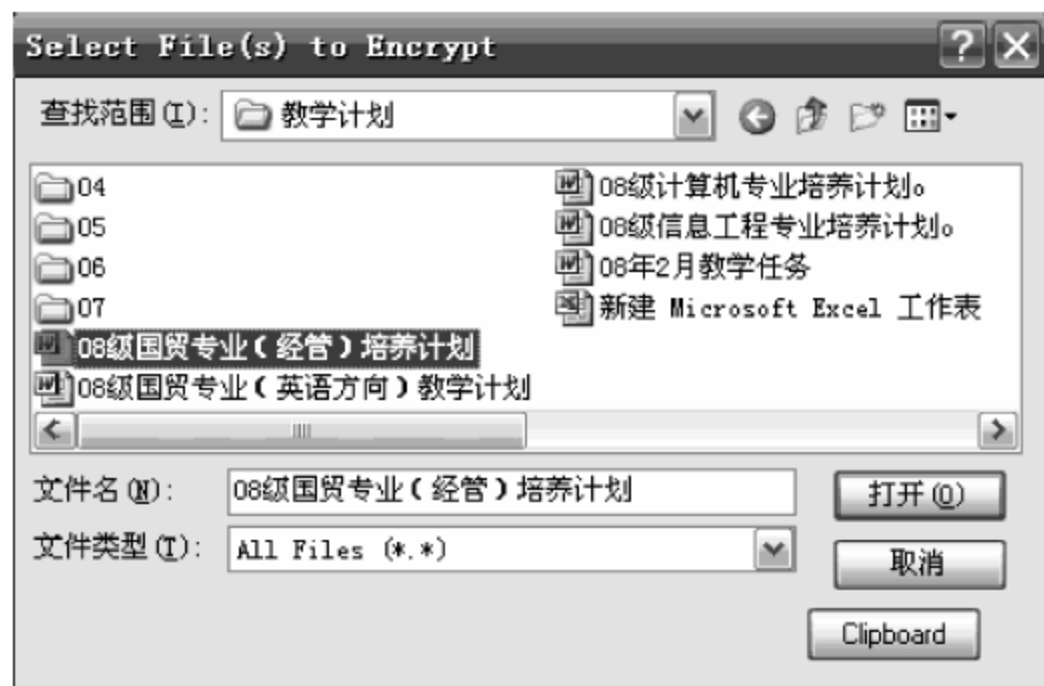 Select File(s) to Encrypt
查找范围(I): 教学计划
04
05
06
07
08级国贸专业(经管)培养计划
08级国贸专业(英语方向)教学计划
08级计算机专业培养计划。
08级信息工程专业培养计划。
08年2月教学任务
新建 Microsoft Excel 工作表
文件名(N): 08级国贸专业(经管)培养计划 打开(O)
文件类型(T): All Files (*.*) 取消
Clipboard